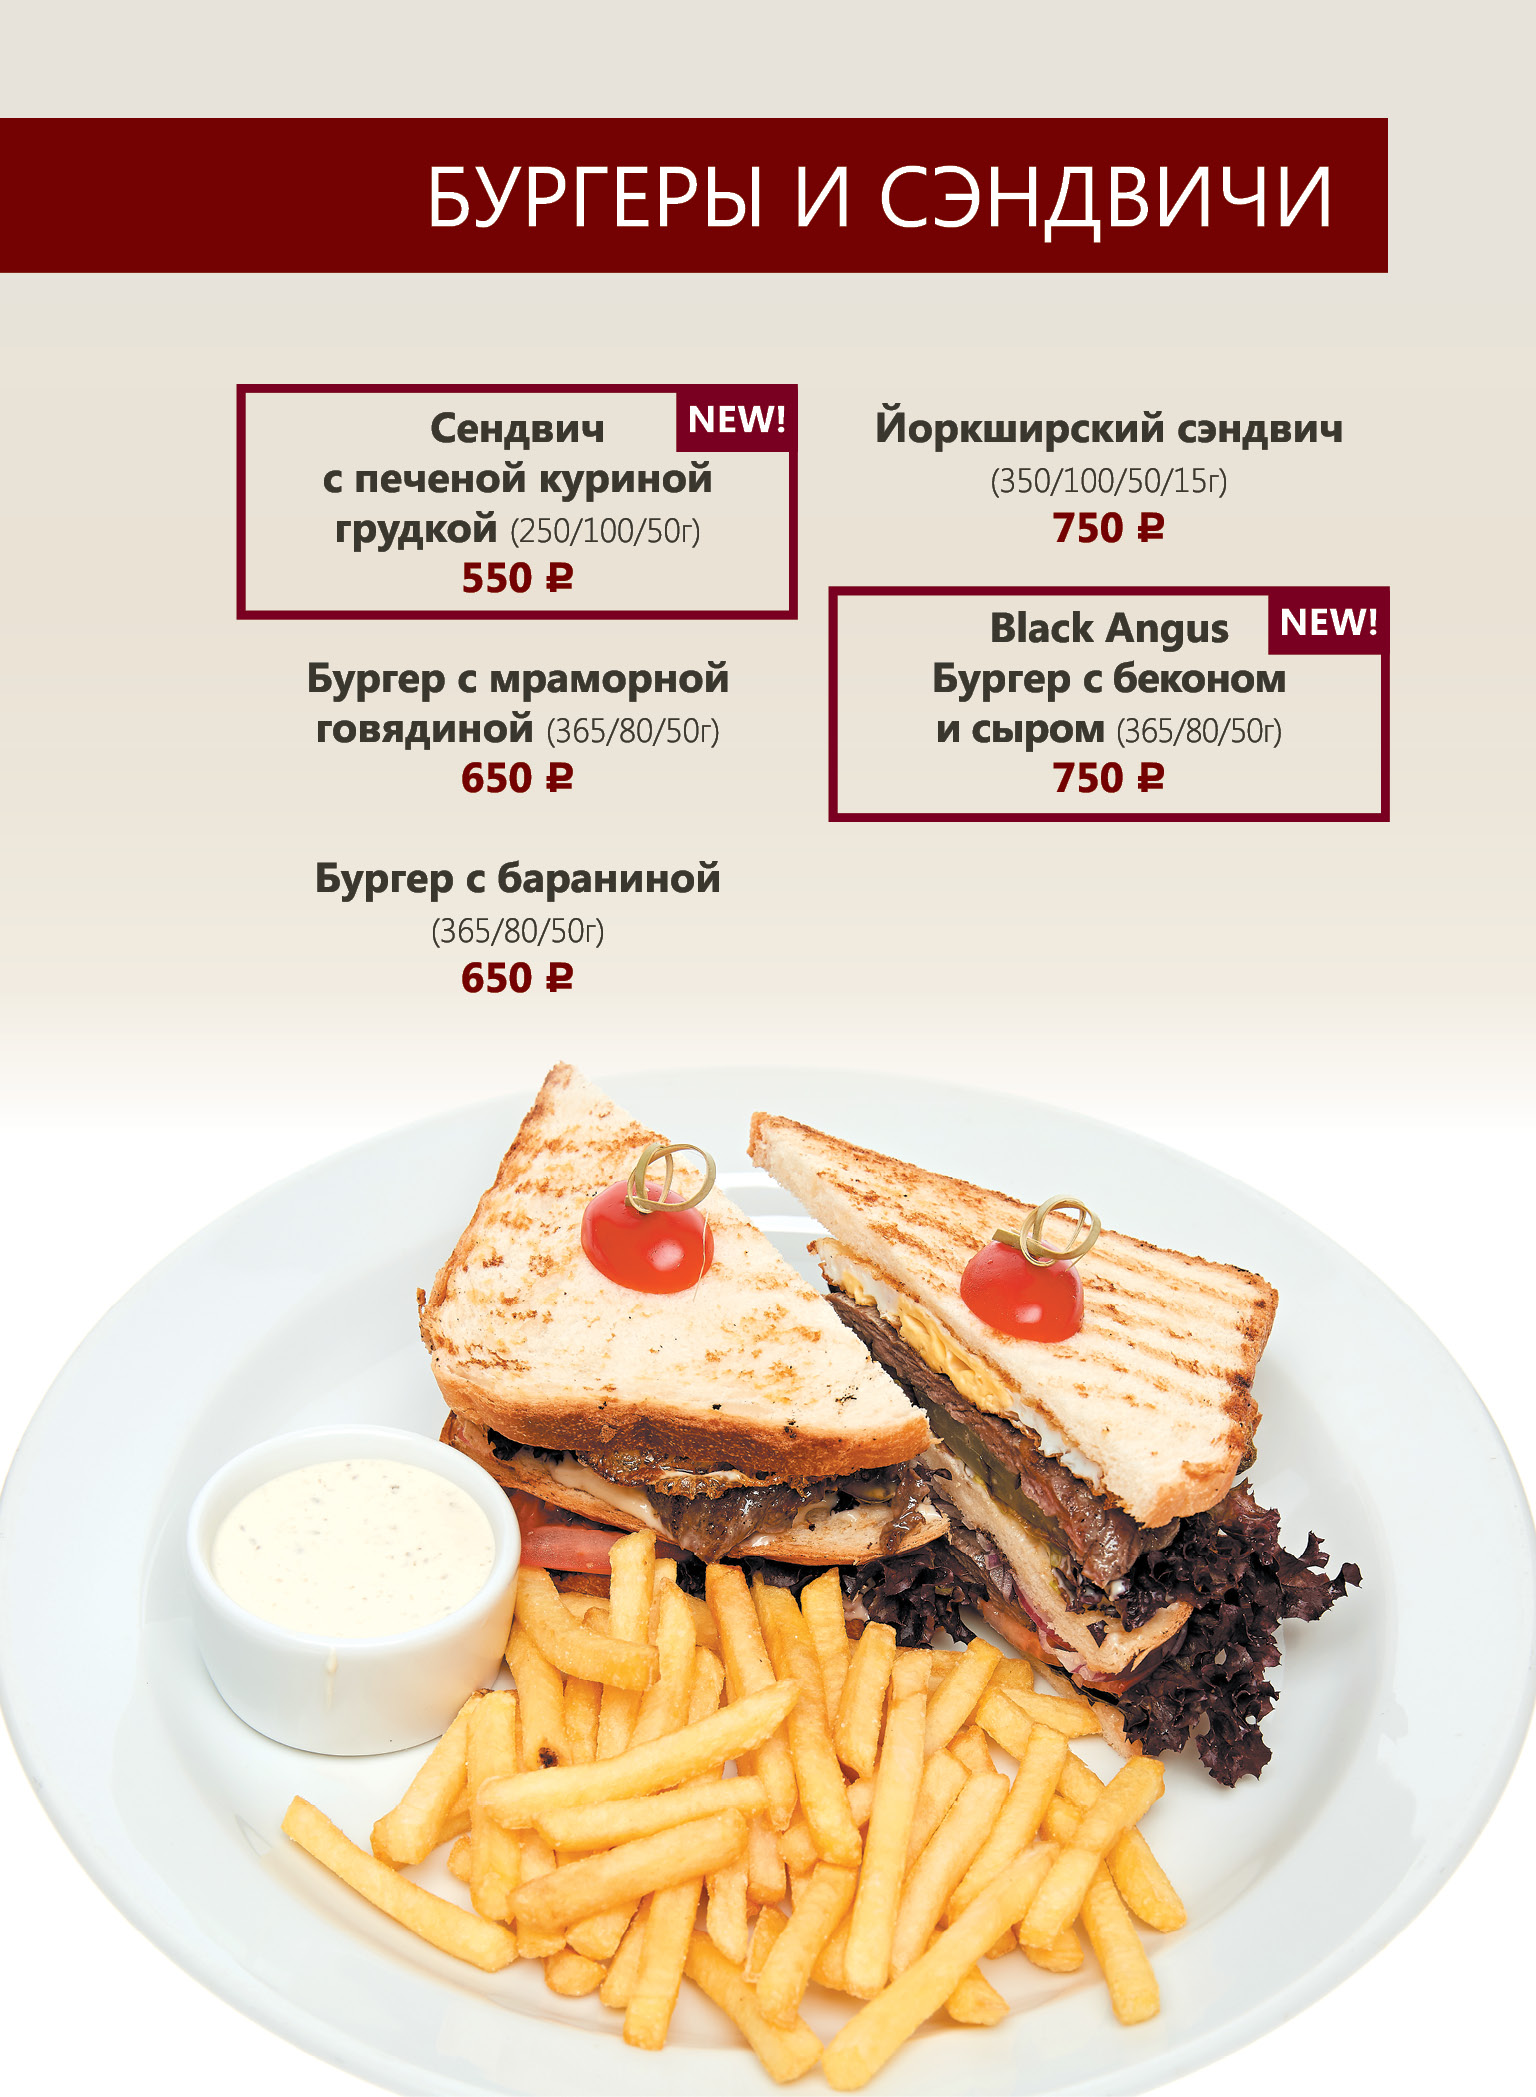 БУРГЕРЫ И СЭНДВИЧИ
NEW!
Сендвич
с печеной куриной
грудкой (250/100/50г)
550 ₽
Бургер с мраморной
говядиной (365/80/50г)
650 ₽
Бургер с бараниной
(365/80/50г)
650 ₽
Йоркширский сэндвич
(350/100/50/15г)
750 ₽
NEW!
Black Angus
Бургер с беконом
и сыром (365/80/50г)
750 ₽